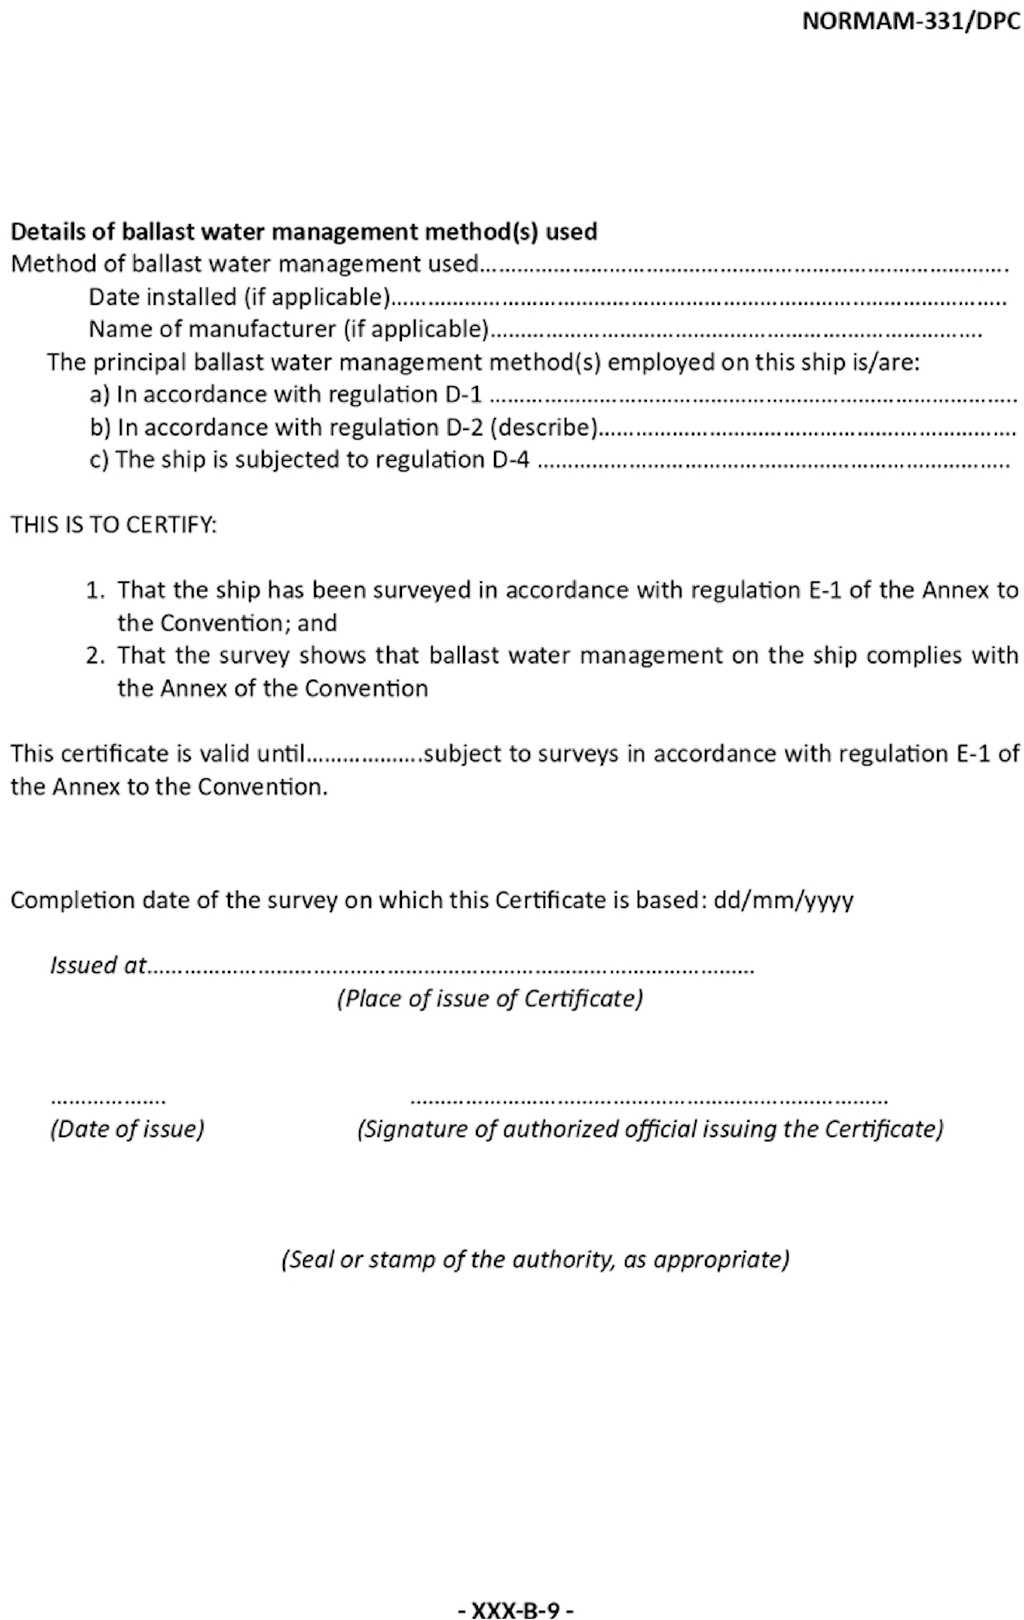 NORMAM-331/DPC
Details of ballast water management method(s) used
Method of ballast water management used................................................................................
Date installed (if applicable)................................................................................
Name of manufacturer (if applicable)................................................................................
The principal ballast water management method(s) employed on this ship is/are:
a) In accordance with regulation D-1 ................................................................................
b) In accordance with regulation D-2 (describe)................................................................
c) The ship is subjected to regulation D-4 ................................................................
THIS IS TO CERTIFY:
1. That the ship has been surveyed in accordance with regulation E-1 of the Annex to
the Convention; and
2. That the survey shows that ballast water management on the ship complies with
the Annex of the Convention
This certificate is valid until...................subject to surveys in accordance with regulation E-1 of
the Annex to the Convention.
Completion date of the survey on which this Certificate is based: dd/mm/yyyy
Issued at................................................................................................
(Place of issue of Certificate)
................... ................................................................................
(Date of issue) (Signature of authorized official issuing the Certificate)
(Seal or stamp of the authority, as appropriate)
- XXX-B-9 -